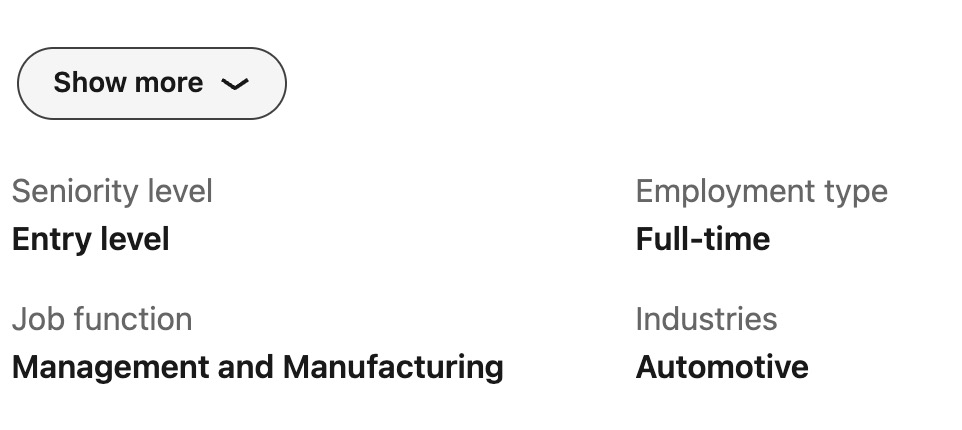 Show more
Seniority level
Entry level
Employment type
Full-time
Job function
Management and Manufacturing
Industries
Automotive